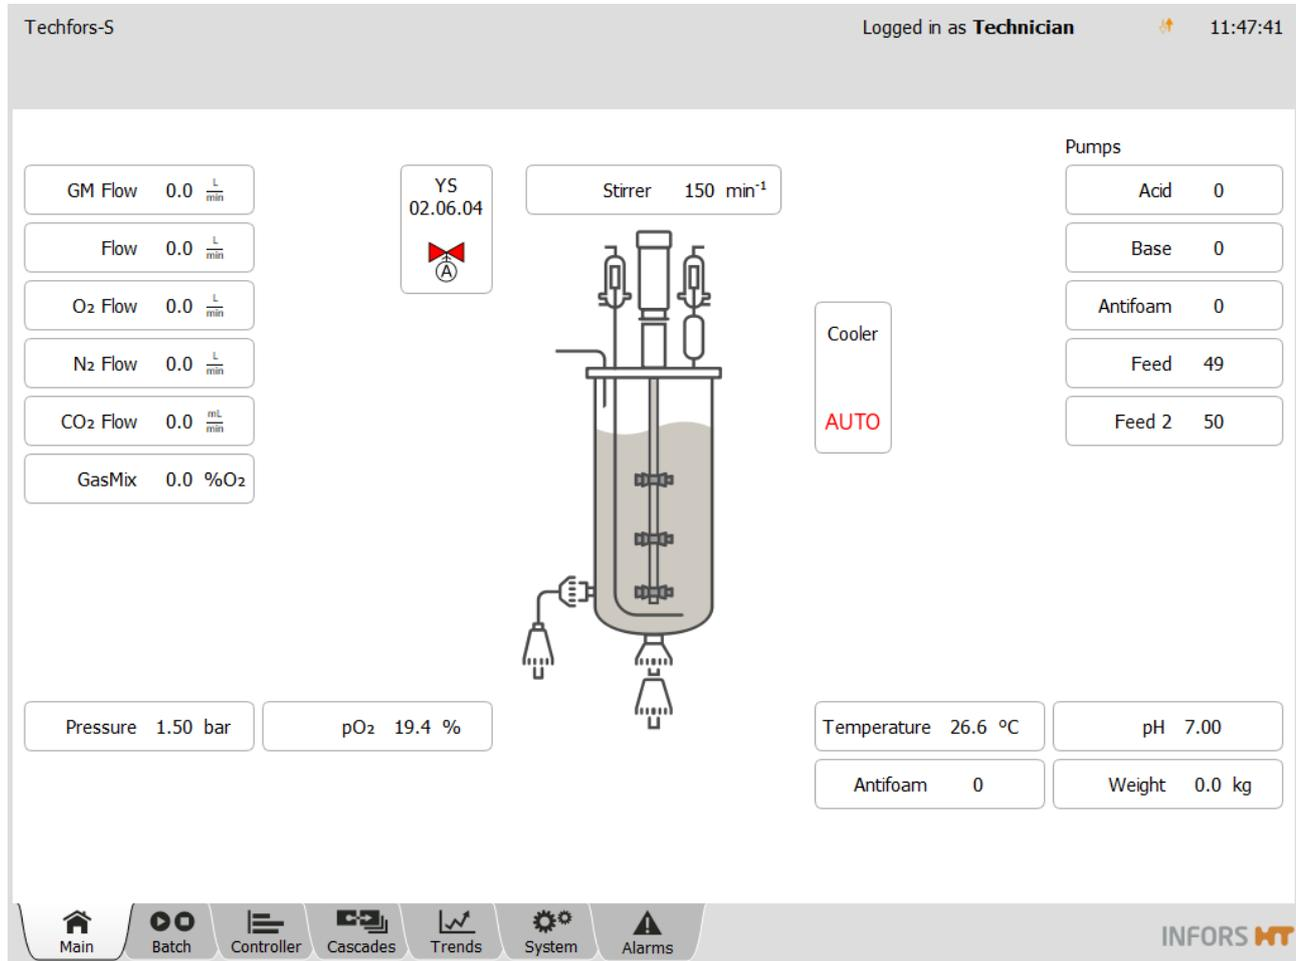 Techfors-S
Logged in as Technician
11:47:41
Pumps
GM Flow 0.0 L/min
YS
02.06.04
A
Stirrer 150 min⁻¹
Acid 0
Flow 0.0 L/min
Base 0
O₂ Flow 0.0 L/min
Antifoam 0
Cooler
AUTO
N₂ Flow 0.0 L/min
Feed 49
CO₂ Flow 0.0 mL/min
Feed 2 50
GasMix 0.0 %O₂
Pressure 1.50 bar
pO₂ 19.4 %
Temperature 26.6 °C
pH 7.00
Antifoam 0
Weight 0.0 kg
Main
Batch
Controller
Cascades
Trends
System
Alarms
INFORS HT